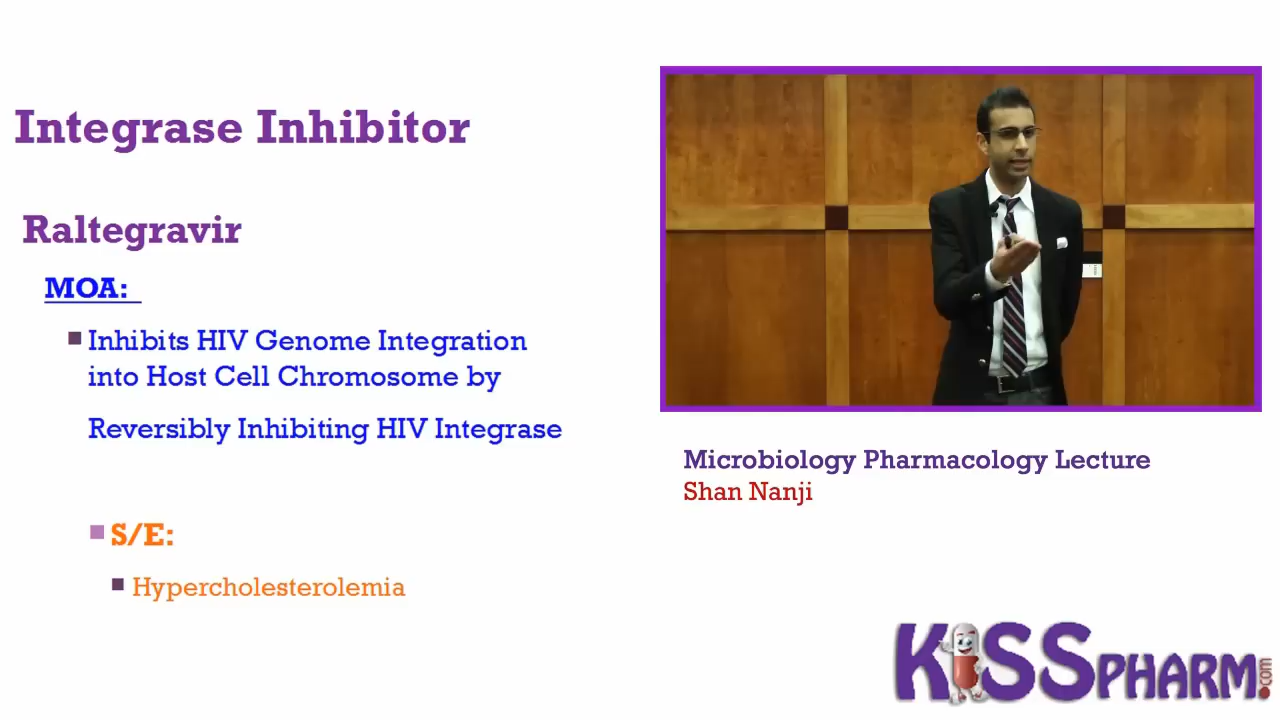 Integrase Inhibitor
Raltegravir
MOA:
Inhibits HIV Genome Integration
into Host Cell Chromosome by
Reversibly Inhibiting HIV Integrase
S/E:
Hypercholesterolemia
Microbiology Pharmacology Lecture
Shan Nanji
KiSSPHARM.com